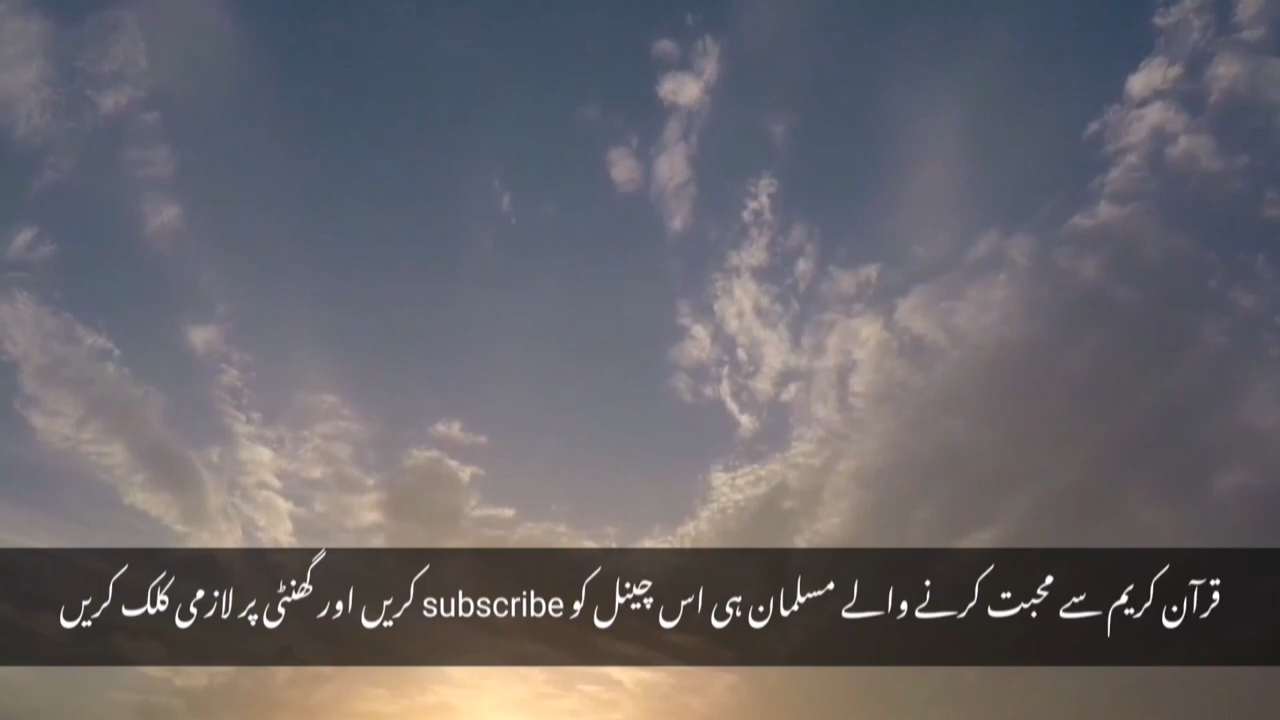 قرآن کریم سے محبت کرنے والے مسلمان ہی اس چینل کو subscribe کریں اور گھنٹی پر لازمی کلک کریں